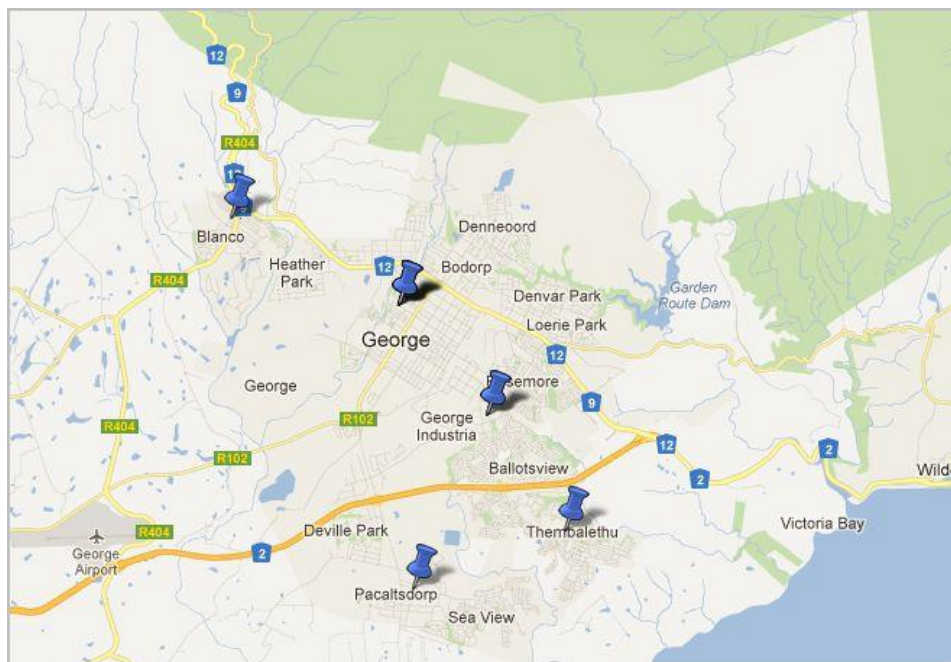 12
9
R404
12
Blanco
Denneoord
Heather
Park
12
Bodorp
R404
Garden
Route Dam
Denvar Park
Loerie Park
George
12
George
9
R404
R102
George
Industria
R102
12
2
2
Ballotsview
Victoria Bay
R404
George
Airport
2
Deville Park
Thembalethu
Pacaltsdorp
Sea View